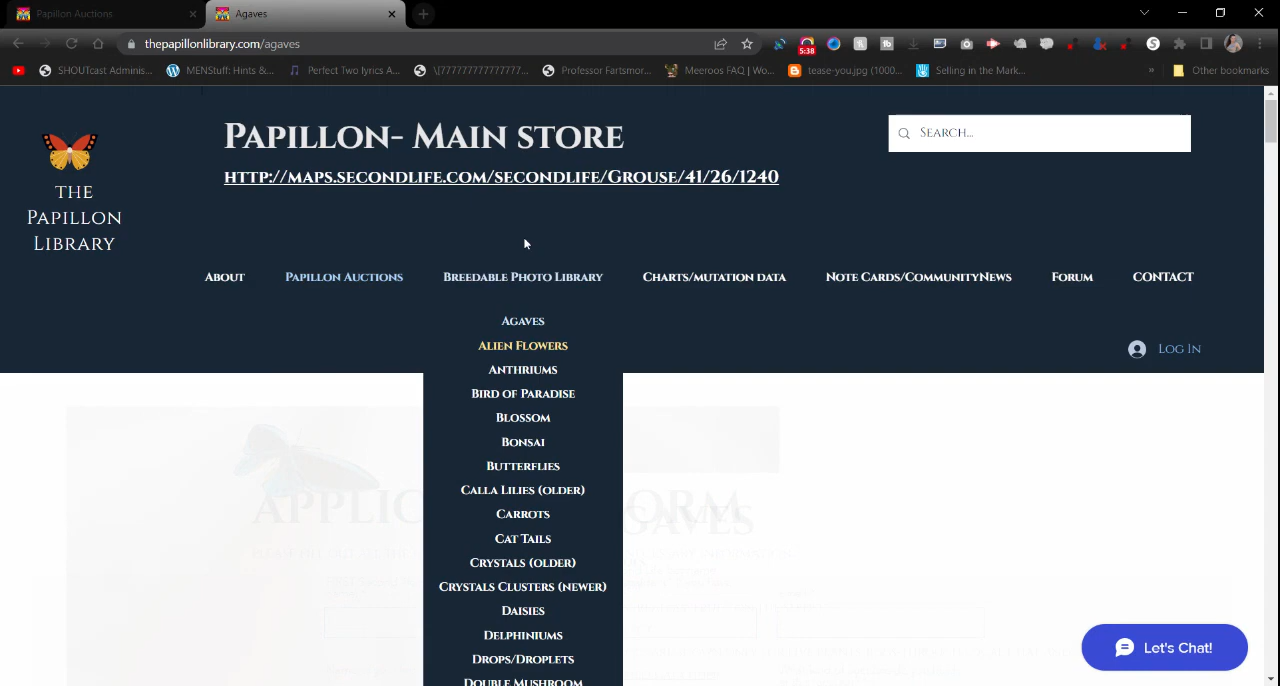 Papillon Auctions
Agaves
thepapillonlibrary.com/agaves
5:38
SHOUTcast Adminis...
MENStuff: Hints &...
Perfect Two lyrics A...
Professor Fartsmor...
Meeroos FAQ | Wo...
tease-you.jpg (1000...
Selling in the Mark...
»
Other bookmarks
THE
PAPILLON
LIBRARY
PAPILLON- MAIN STORE
HTTP://MAPS.SECONDLIFE.COM/SECONDLIFE/GROUSE/41/26/1240
Search...
ABOUT
PAPILLON AUCTIONS
BREEDABLE PHOTO LIBRARY
CHARTS/MUTATION DATA
NOTE CARDS/COMMUNITYNEWS
FORUM
CONTACT
LOG IN
AGAVES
ALIEN FLOWERS
ANTHRIUMS
BIRD OF PARADISE
BLOSSOM
BONSAI
BUTTERFLIES
CALLA LILIES (OLDER)
CARROTS
CAT TAILS
CRYSTALS (OLDER)
CRYSTALS CLUSTERS (NEWER)
DAISIES
DELPHINIUMS
DROPS/DROPLETS
DOUBLE MUSHROOM
Let's Chat!